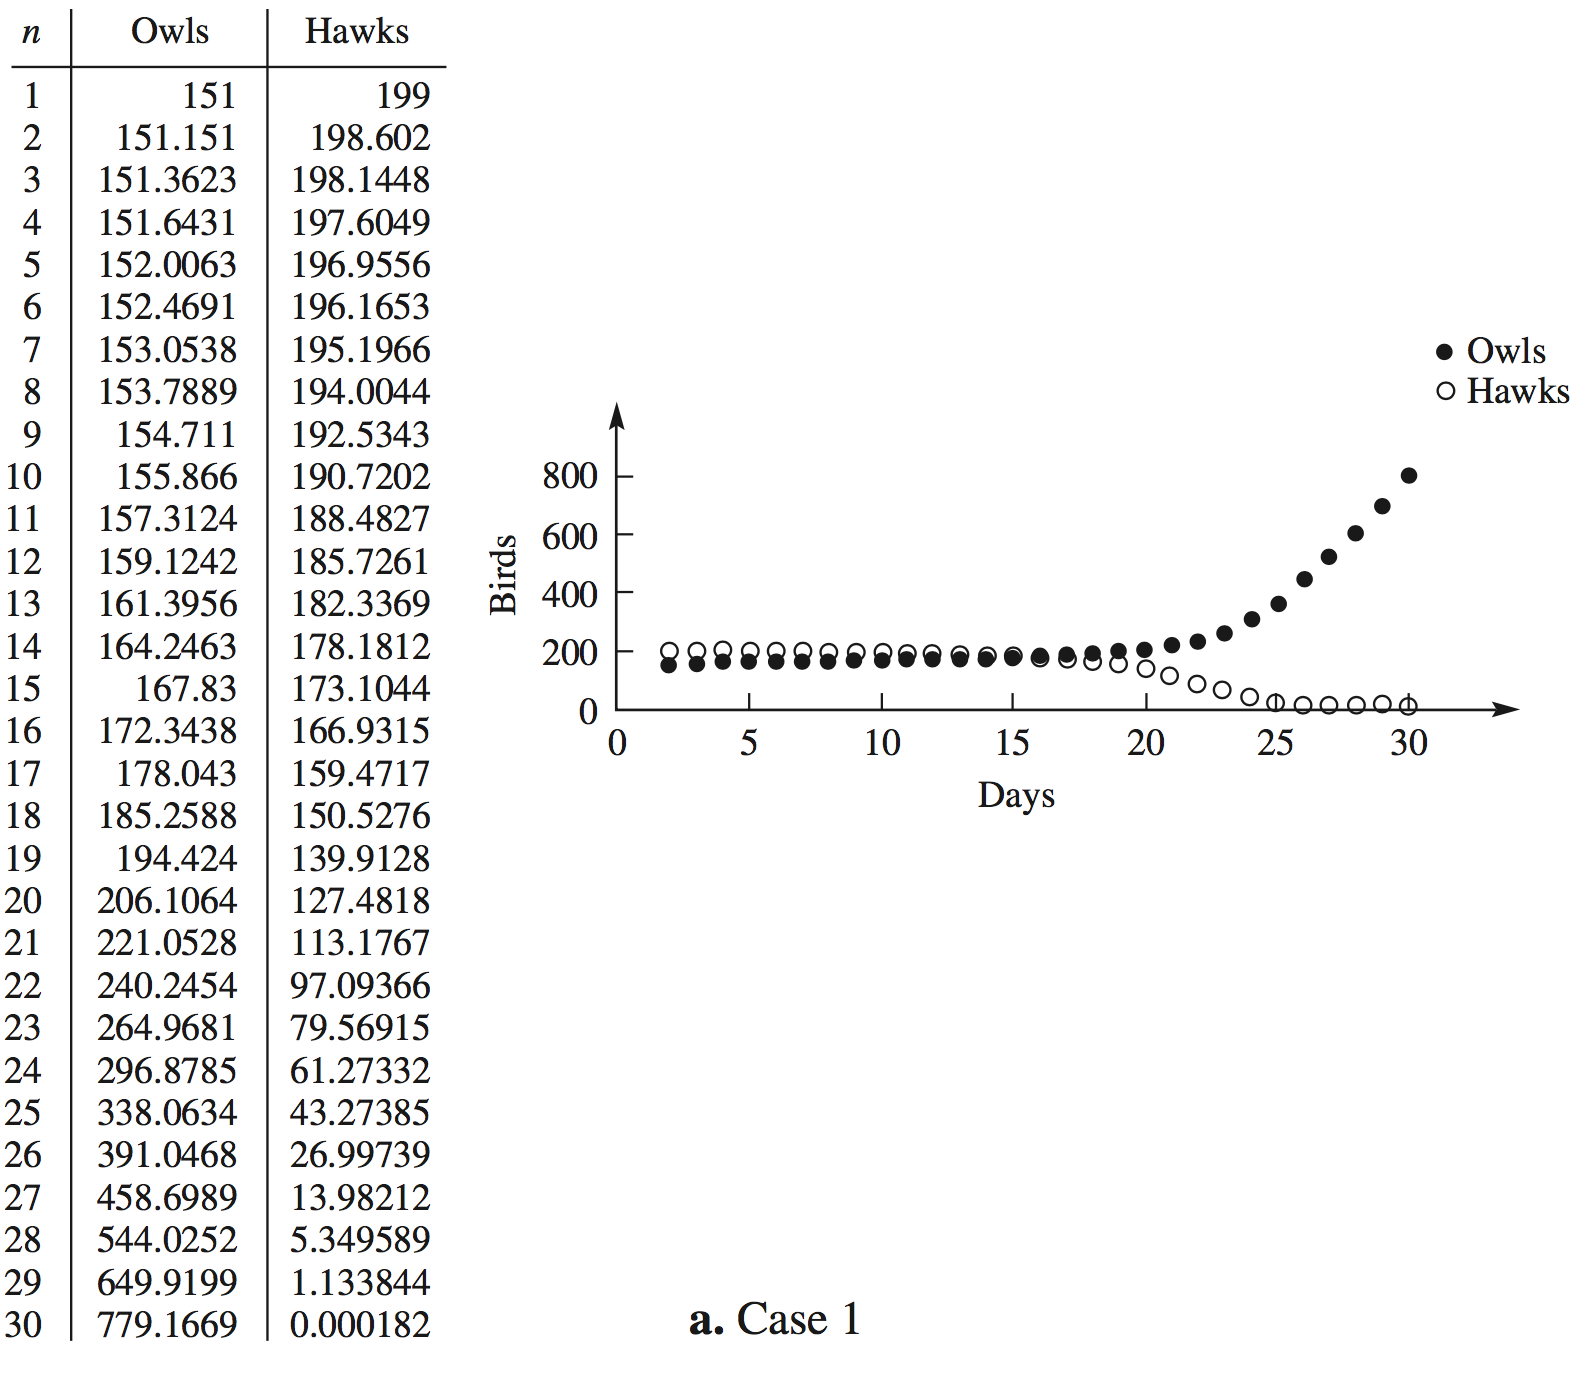 n Owls Hawks
1 151 199
2 151.151 198.602
3 151.3623 198.1448
4 151.6431 197.6049
5 152.0063 196.9556
6 152.4691 196.1653
7 153.0538 195.1966
8 153.7889 194.0044
9 154.711 192.5343
10 155.866 190.7202
11 157.3124 188.4827
12 159.1242 185.7261
13 161.3956 182.3369
14 164.2463 178.1812
15 167.83 173.1044
16 172.3438 166.9315
17 178.043 159.4717
18 185.2588 150.5276
19 194.424 139.9128
20 206.1064 127.4818
21 221.0528 113.1767
22 240.2454 97.09366
23 264.9681 79.56915
24 296.8785 61.27332
25 338.0634 43.27385
26 391.0468 26.99739
27 458.6989 13.98212
28 544.0252 5.349589
29 649.9199 1.133844
30 779.1669 0.000182
Owls
Hawks
Birds
800
600
400
200
0
0 5 10 15 20 25 30
Days
a. Case 1